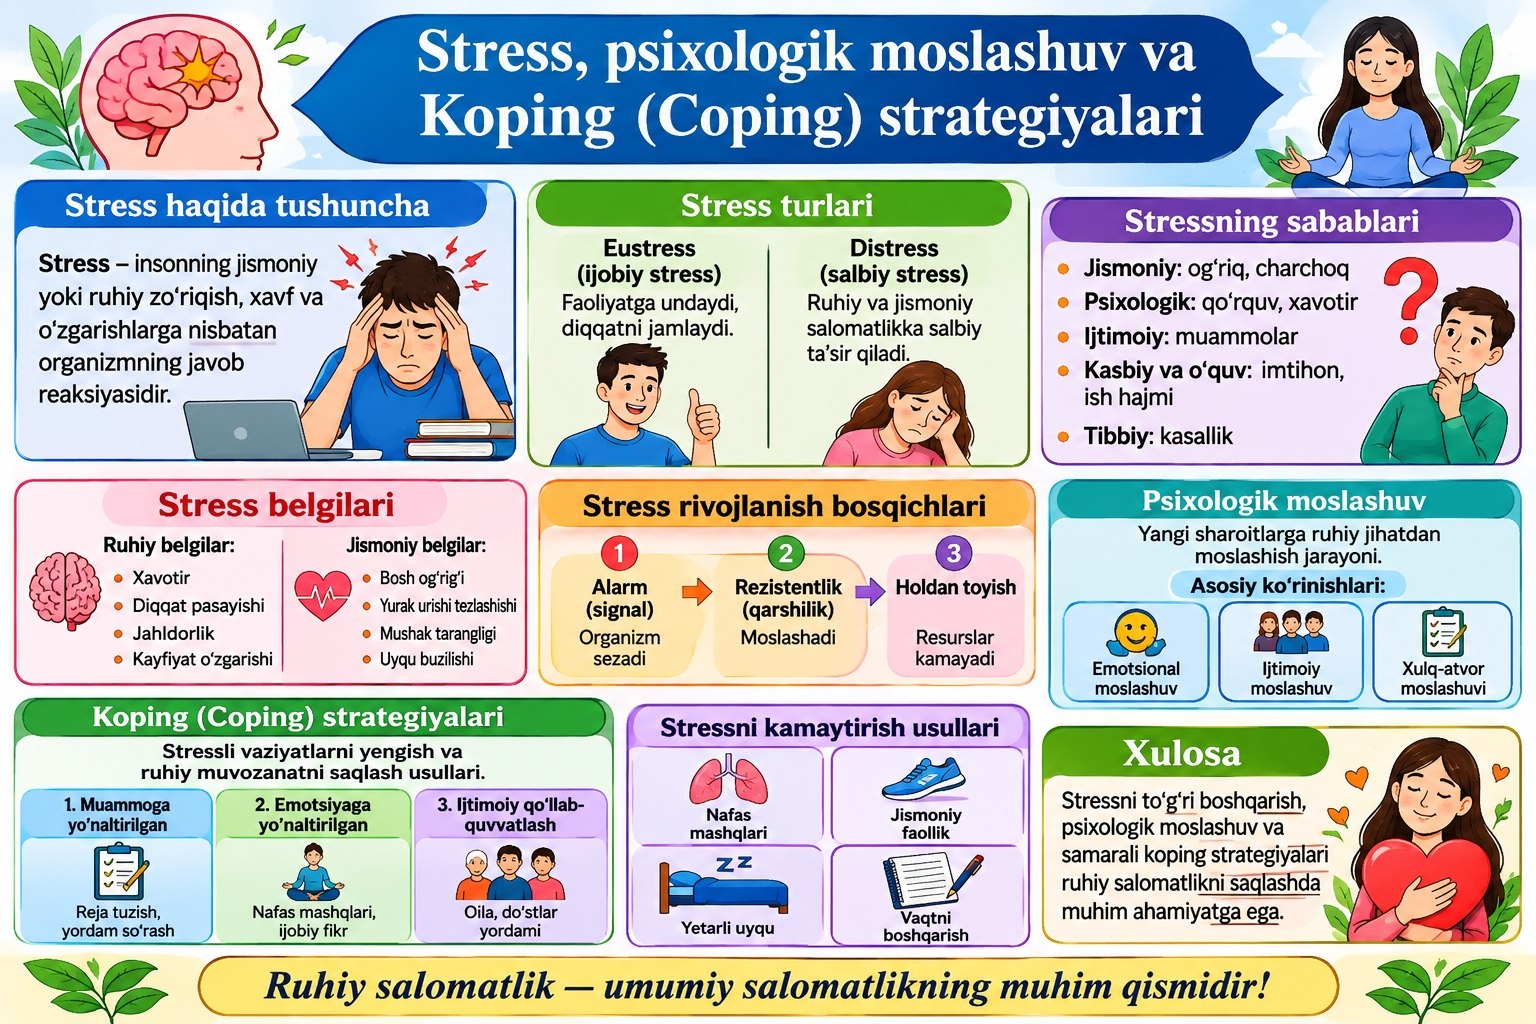 Stress, psixologik moslashuv va
Koping (Coping) strategiyalari
Stress haqida tushuncha
Stress – insonning jismoniy
yoki ruhiy zo‘riqish, xavf va
o‘zgarishlarga nisbatan
organizmning javob
reaksiyasidir.
Stress turlari
Eustress
(ijobiy stress)
Faoliyatga undaydi,
diqqatni jamlaydi.
Distress
(salbiy stress)
Ruhiy va jismoniy
salomatlikka salbiy
ta’sir qiladi.
Stressning sabablari
Jismoniy: og‘riq, charchoq
Psixologik: qo‘rquv, xavotir
Ijtimoiy: muammolar
Kasbiy va o‘quv: imtihon,
ish hajmi
Tibbiy: kasallik
?
Stress belgilari
Ruhiy belgilar:
Xavotir
Diqqat pasayishi
Jahldorlik
Kayfiyat o‘zgarishi
Jismoniy belgilar:
Bosh og‘rig‘i
Yurak urishi tezlashishi
Mushak tarangligi
Uyqu buzilishi
Stress rivojlanish bosqichlari
1
Alarm
(signal)
Organizm
sezadi
2
Rezistentlik
(qarshilik)
Moslashadi
3
Holdan toyish
Resurslar
kamayadi
Psixologik moslashuv
Yangi sharoitlarga ruhiy jihatdan
moslashish jarayoni.
Asosiy ko‘rinishlari:
Emotsional
moslashuv
Ijtimoiy
moslashuv
Xulq-atvor
moslashuvi
Koping (Coping) strategiyalari
Stressli vaziyatlarni yengish va
ruhiy muvozanatni saqlash usullari.
1. Muammoga
yo‘naltirilgan
Reja tuzish,
yordam so‘rash
2. Emotsiyaga
yo‘naltirilgan
Nafas mashqlari,
ijobiy fikr
3. Ijtimoiy qo‘llab-
quvvatlash
Oila, do‘stlar
yordami
Stressni kamaytirish usullari
Nafas
mashqlari
Jismoniy
faollik
zz
Yetarli uyqu
Vaqtni
boshqarish
Xulosa
Stressni to‘g‘ri boshqarish,
psixologik moslashuv va
samarali koping strategiyalari
ruhiy salomatlikni saqlashda
muhim ahamiyatga ega.
Ruhiy salomatlik — umumiy salomatlikning muhim qismidir!